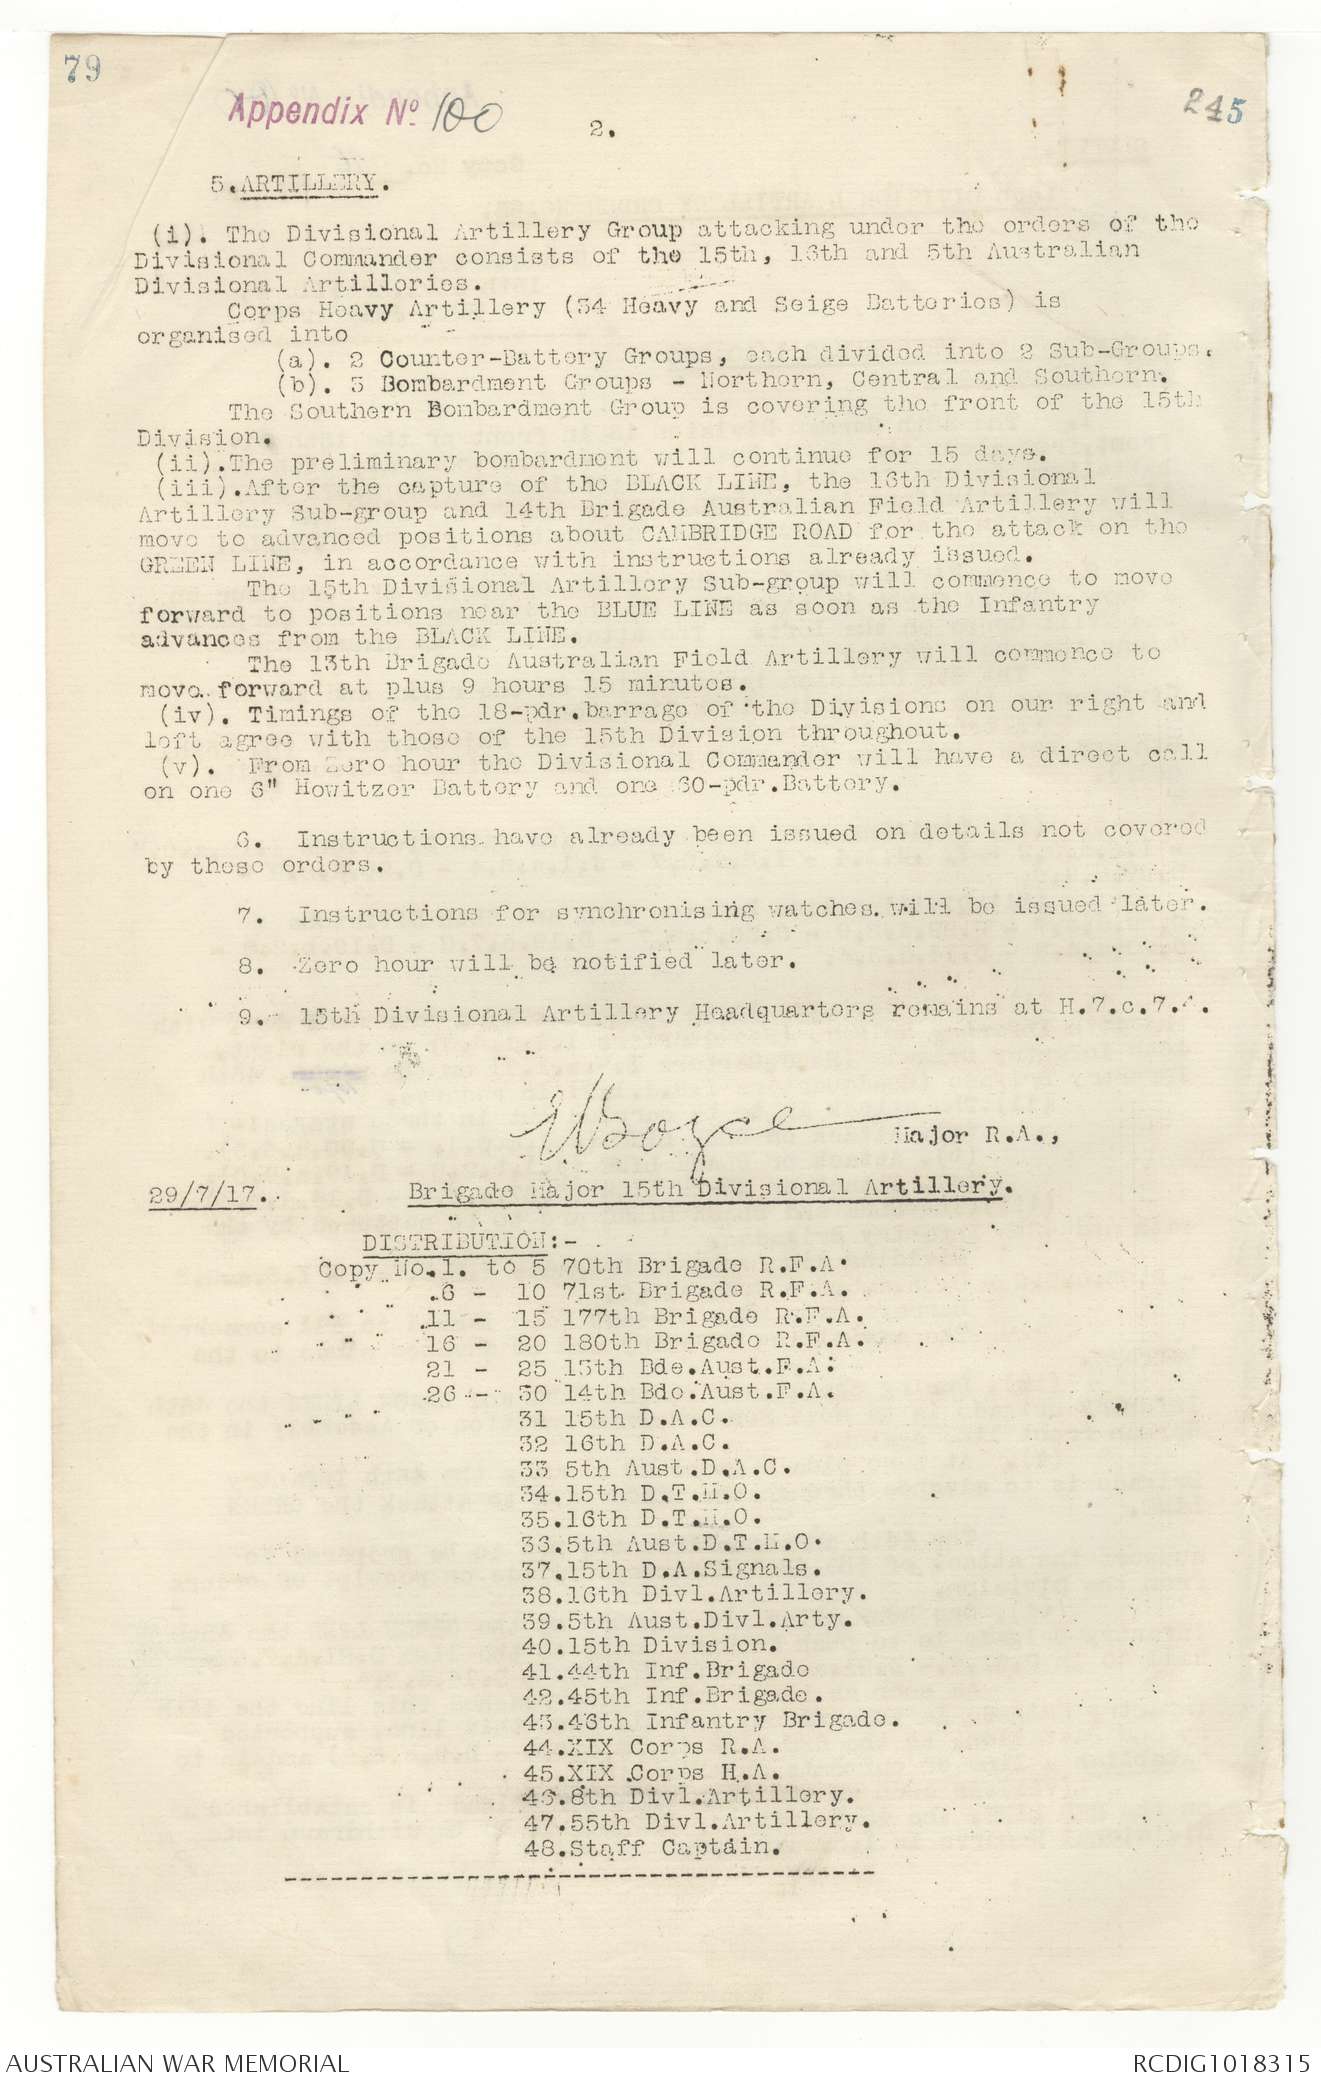 79
Appendix No. 100
2.
245
5. ARTILLERY.
(i). The Divisional Artillery Group attacking under the orders of the
Divisional Commander consists of the 15th, 16th and 5th Australian
Divisional Artilleries.
Corps Heavy Artillery (34 Heavy and Seige Batteries) is
organised into
(a). 2 Counter-Battery Groups, each divided into 2 Sub-Groups.
(b). 3 Bombardment Groups - Northern, Central and Southern.
The Southern Bombardment Group is covering the front of the 15th
Division.
(ii).The preliminary bombardment will continue for 15 days.
(iii).After the capture of the BLACK LINE, the 16th Divisional
Artillery Sub-group and 14th Brigade Australian Field Artillery will
move to advanced positions about CAMBRIDGE ROAD for the attack on the
GREEN LINE, in accordance with instructions already issued.
The 15th Divisional Artillery Sub-group will commence to move
forward to positions near the BLUE LINE as soon as the Infantry
advances from the BLACK LINE.
The 13th Brigade Australian Field Artillery will commence to
move forward at plus 9 hours 15 minutes.
(iv). Timings of the 18-pdr.barrage of the Divisions on our right and
left agree with those of the 15th Division throughout.
(v). From Zero hour the Divisional Commander will have a direct call
on one 6" Howitzer Battery and one 60-pdr.Battery.
6. Instructions have already been issued on details not covered
by these orders.
7. Instructions for synchronising watches will be issued later.
8. Zero hour will be notified later.
9. 15th Divisional Artillery Headquarters remains at H.7.c.7.
Boyce
Major R.A.,
29/7/17. Brigade Major 15th Divisional Artillery.
DISTRIBUTION:-
Copy No.1. to 5 70th Brigade R.F.A.
6 - 10 71st Brigade R.F.A.
11 - 15 177th Brigade R.F.A.
" " 16 - 20 180th Brigade R.F.A.
21 - 25 13th Bde.Aust.F.A.
26 - 30 14th Bde.Aust.F.A.
31 15th D.A.C.
32 16th D.A.C.
33 5th Aust.D.A.C.
34.15th D.T.M.O.
35.16th D.T.M.O.
36.5th Aust.D.T.M.O.
37.15th D.A.Signals.
38.16th Divl.Artillery.
39.5th Aust.Divl.Arty.
40.15th Division.
41.44th Inf.Brigade
42.45th Inf.Brigade.
43.46th Infantry Brigade.
44.XIX Corps R.A.
45.XIX Corps H.A.
46.8th Divl.Artillery.
47.55th Divl.Artillery.
48.Staff Captain.
AUSTRALIAN WAR MEMORIAL
RCDIG1018315